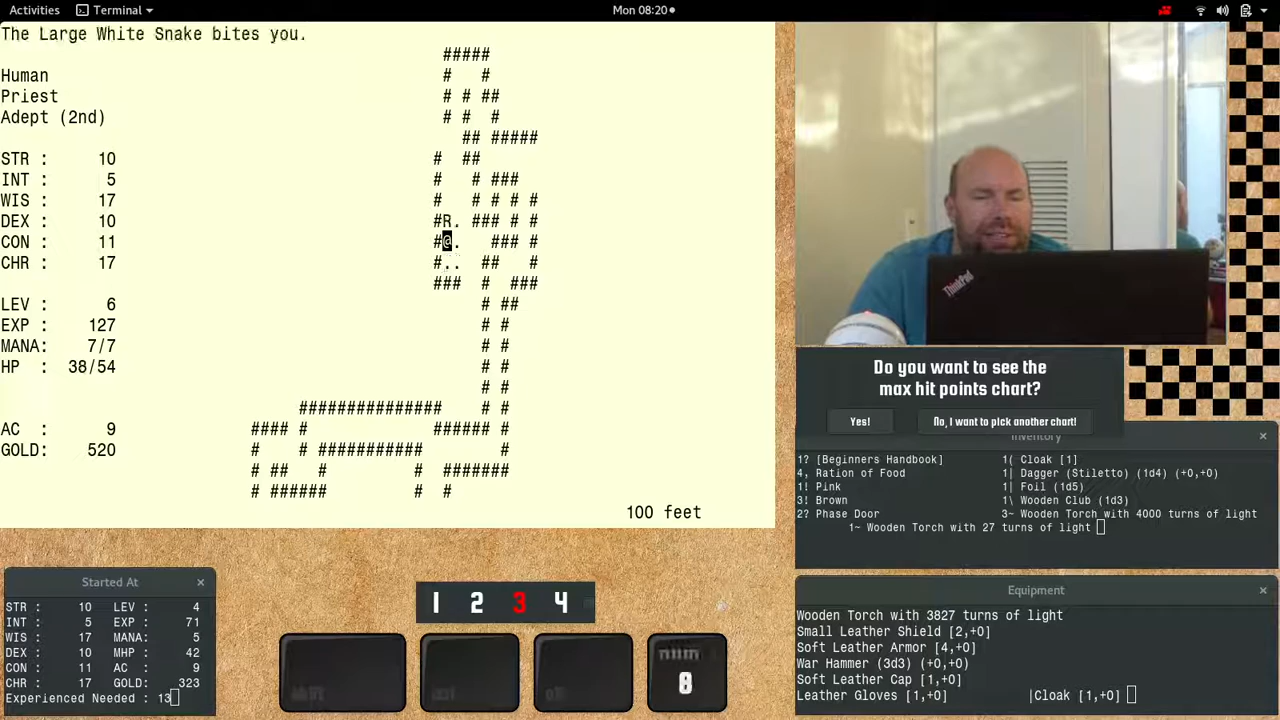 Activities Terminal Mon 08:20
The Large White Snake bites you.
Human
Priest
Adept (2nd)
STR : 10
INT : 5
WIS : 17
DEX : 10
CON : 11
CHR : 17
LEV : 6
EXP : 127
MANA: 7/7
HP : 38/54
AC : 9
GOLD: 520
#####
# #
# # ##
# # #
## #####
# ##
# # ###
# # # # #
#R. ### # #
#@. ### #
#.. ## #
### # ###
# ##
# #
# #
# #
# #
############### # #
#### # ###### #
# # ########### #
# ## # # #######
# ###### # #
100 feet
ThinkPad
Do you want to see the
max hit points chart?
Yes! No, I want to pick another chart!
Inventory
1? [Beginners Handbook] 1( Cloak [1]
4, Ration of Food 1| Dagger (Stiletto) (1d4) (+0,+0)
1! Pink 1| Foil (1d5)
3! Brown 1\ Wooden Club (1d3)
2? Phase Door 3~ Wooden Torch with 4000 turns of light
1~ Wooden Torch with 27 turns of light
Equipment
Wooden Torch with 3827 turns of light
Small Leather Shield [2,+0]
Soft Leather Armor [4,+0]
War Hammer (3d3) (+0,+0)
Soft Leather Cap [1,+0]
Leather Gloves [1,+0] |Cloak [1,+0]
Started At
STR : 10 LEV : 4
INT : 5 EXP : 71
WIS : 17 MANA: 5
DEX : 10 MHP : 42
CON : 11 AC : 9
CHR : 17 GOLD: 323
Experienced Needed : 13
1 2 3 4
8